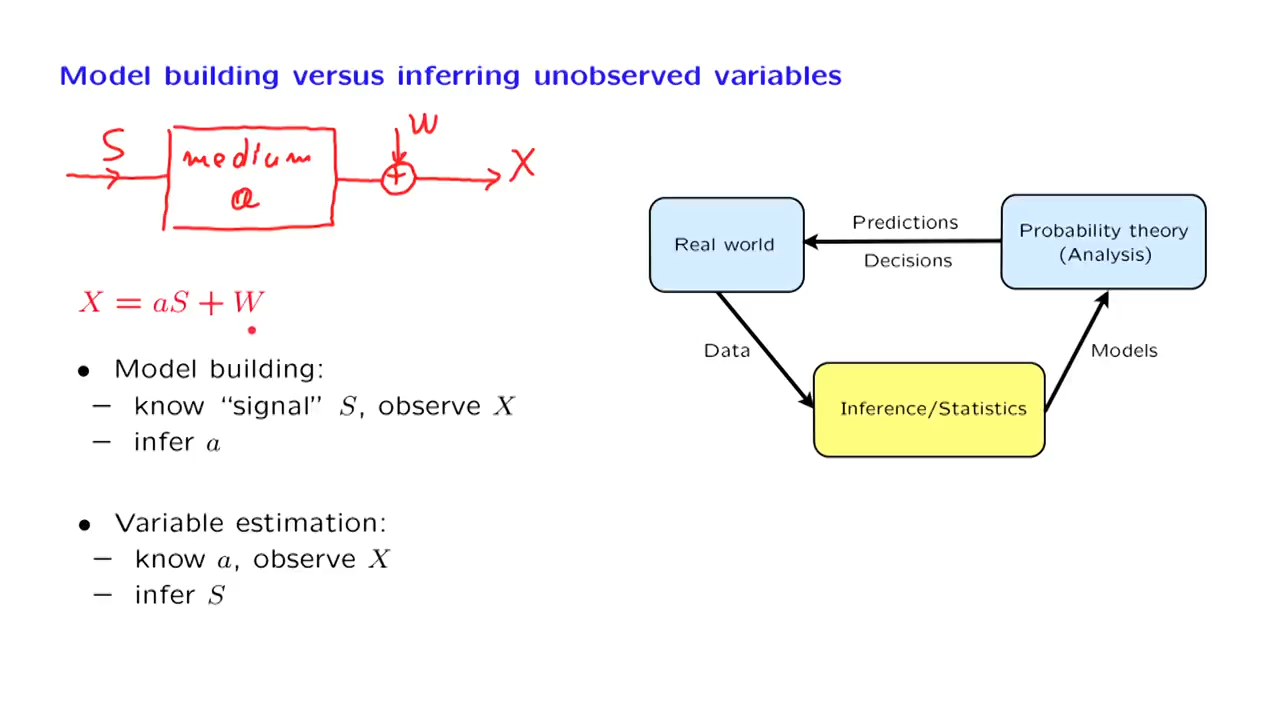 Model building versus inferring unobserved variables
S
medium
a
W
+
X
X = aS + W
• Model building:
– know “signal” S, observe X
– infer a
• Variable estimation:
– know a, observe X
– infer S
Real world
Predictions
Decisions
Probability theory
(Analysis)
Data
Models
Inference/Statistics